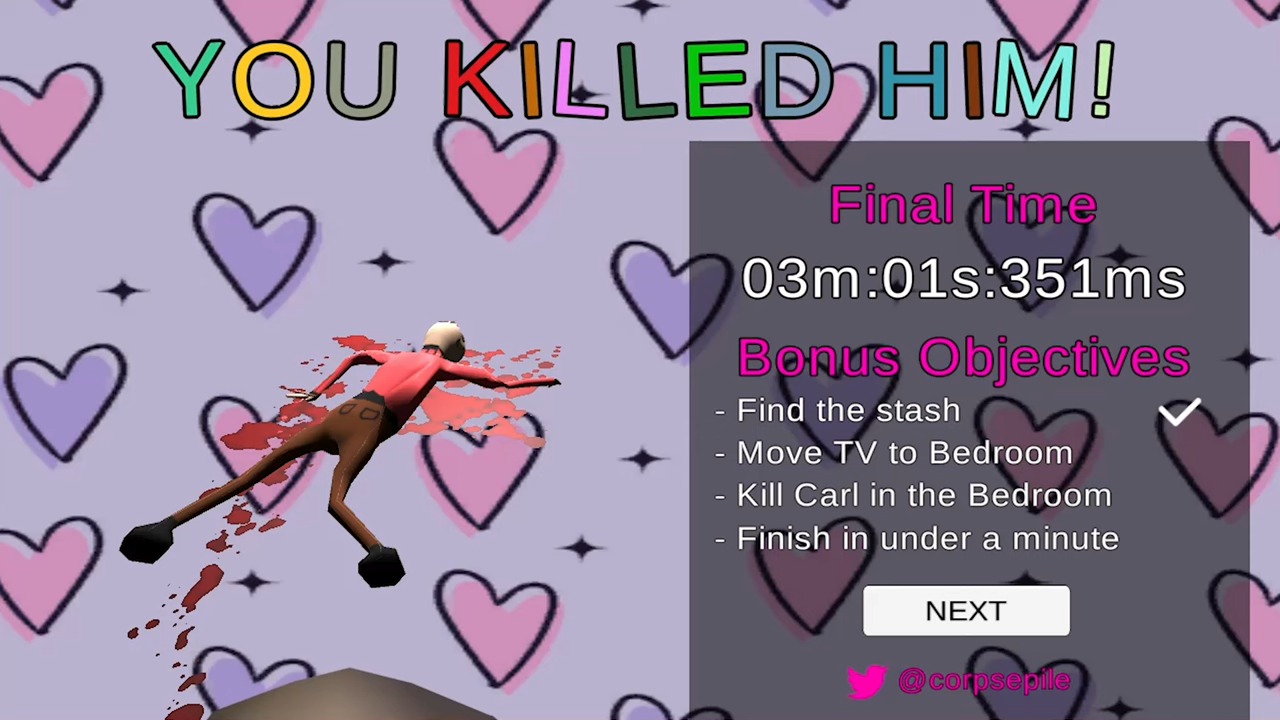 YOU KILLED HIM!
Final Time
03m:01s:351ms
Bonus Objectives
- Find the stash
- Move TV to Bedroom
- Kill Carl in the Bedroom
- Finish in under a minute
NEXT
@corpsepile